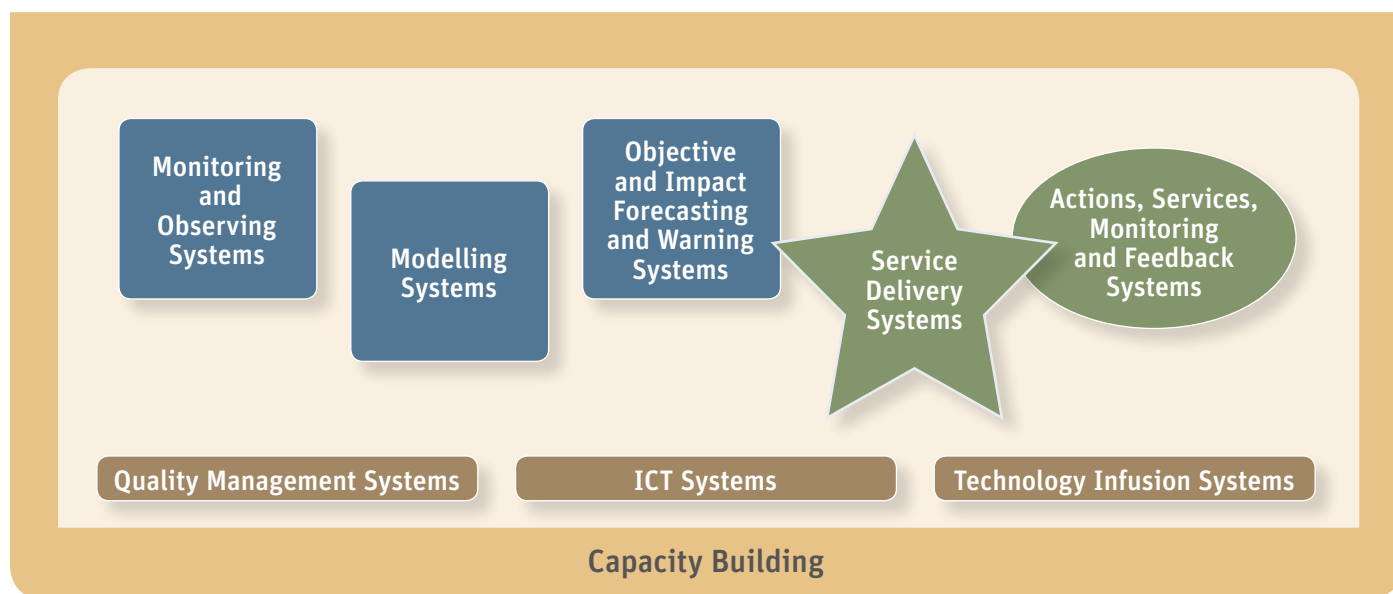 Monitoring
and
Observing
Systems
Modelling
Systems
Objective
and Impact
Forecasting
and Warning
Systems
Service
Delivery
Systems
Actions, Services,
Monitoring
and Feedback
Systems
Quality Management Systems
ICT Systems
Technology Infusion Systems
Capacity Building